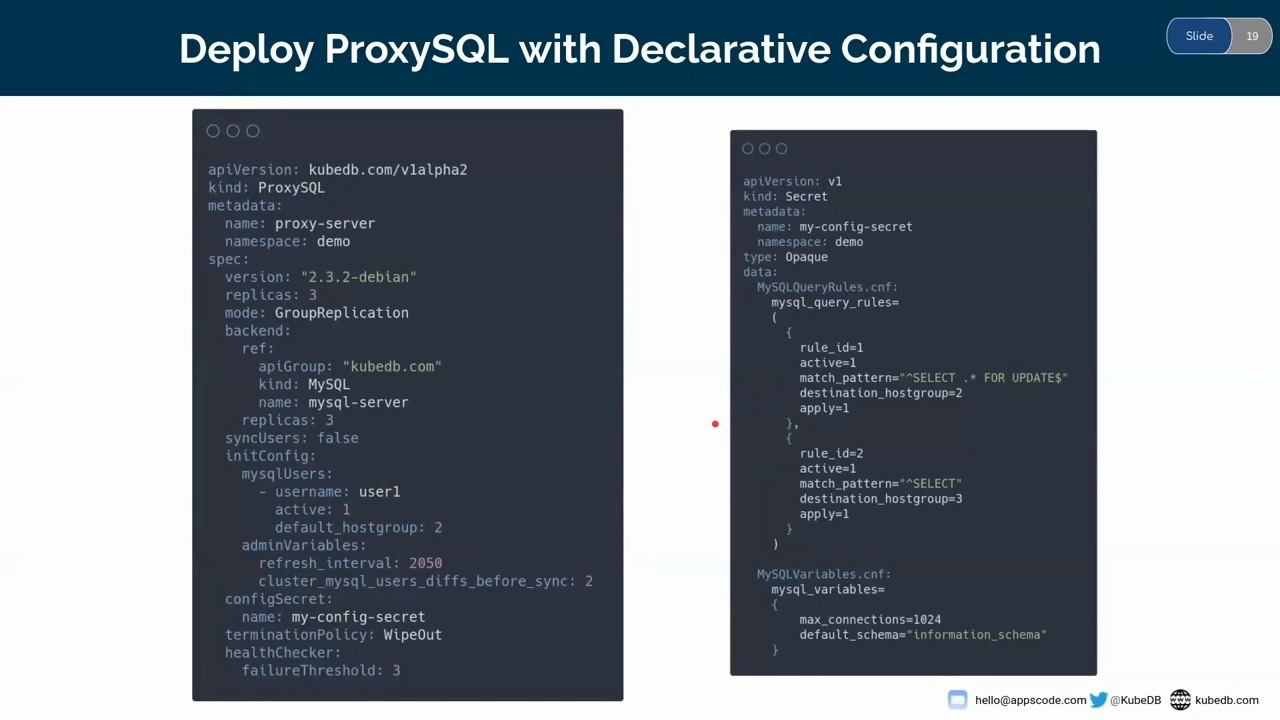 Deploy ProxySQL with Declarative Configuration
Slide 19
apiVersion: kubedb.com/v1alpha2
kind: ProxySQL
metadata:
  name: proxy-server
  namespace: demo
spec:
  version: "2.3.2-debian"
  replicas: 3
  mode: GroupReplication
  backend:
    ref:
      apiGroup: "kubedb.com"
      kind: MySQL
      name: mysql-server
    replicas: 3
  syncUsers: false
  initConfig:
    mysqlUsers:
      - username: user1
        active: 1
        default_hostgroup: 2
    adminVariables:
      refresh_interval: 2050
      cluster_mysql_users_diffs_before_sync: 2
  configSecret:
    name: my-config-secret
  terminationPolicy: WipeOut
  healthChecker:
    failureThreshold: 3
apiVersion: v1
kind: Secret
metadata:
  name: my-config-secret
  namespace: demo
type: Opaque
data:
  MySQLQueryRules.cnf:
    mysql_query_rules=
    (
      {
        rule_id=1
        active=1
        match_pattern="^SELECT .* FOR UPDATE$"
        destination_hostgroup=2
        apply=1
      },
      {
        rule_id=2
        active=1
        match_pattern="^SELECT"
        destination_hostgroup=3
        apply=1
      }
    )
  MySQLVariables.cnf:
    mysql_variables=
    {
        max_connections=1024
        default_schema="information_schema"
    }
hello@appscode.com @KubeDB kubedb.com